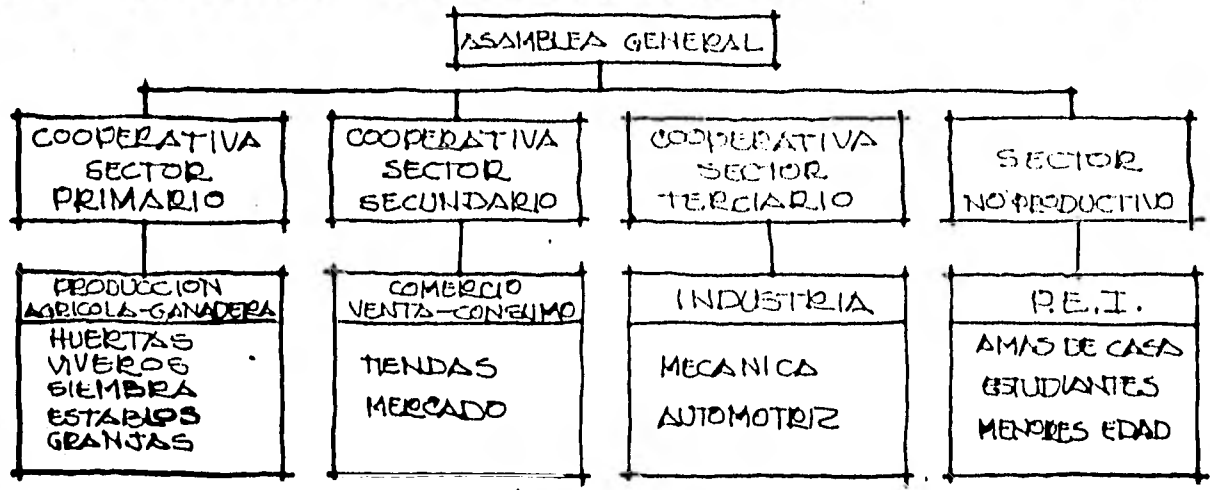 ASAMBLEA GENERAL
COOPERATIVA
SECTOR
PRIMARIO
COOPERATIVA
SECTOR
SECUNDARIO
COOPERATIVA
SECTOR
TERCIARIO
SECTOR
NO PRODUCTIVO
PRODUCCION
AGRICOLA-GANADERA
HUERTAS
VIVEROS
SIEMBRA
ESTABLOS
GRANJAS
COMERCIO
VENTA-CONSUMO
TIENDAS
MERCADO
INDUSTRIA
MECANICA
AUTOMOTRIZ
P.E.I.
AMAS DE CASA
ESTUDIANTES
MENORES EDAD